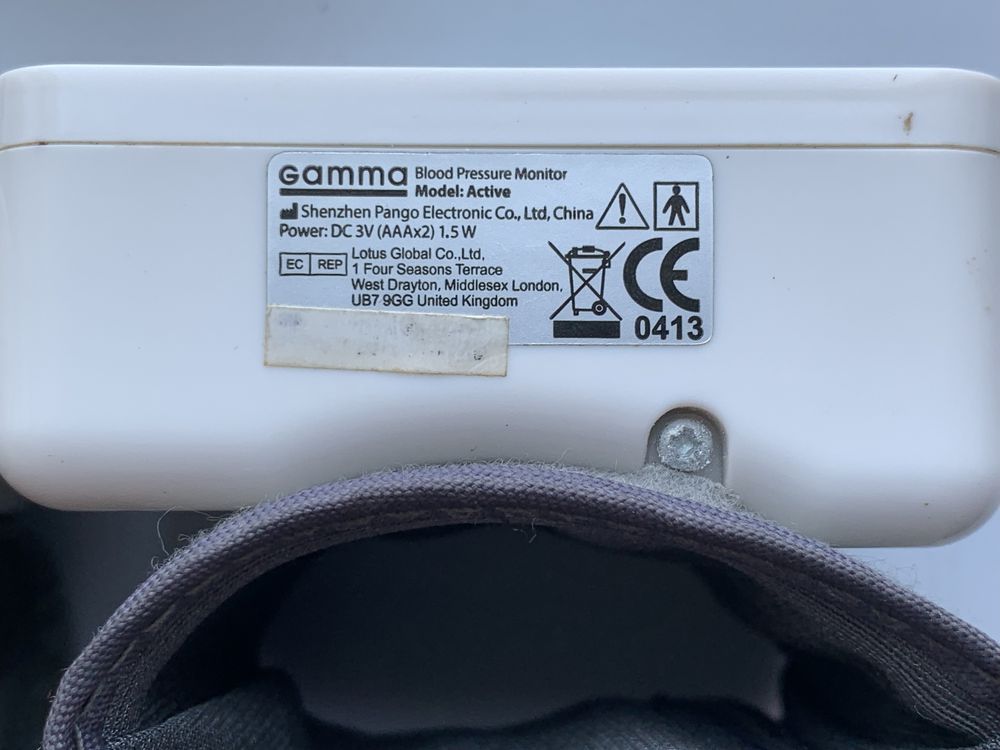 Gamma Blood Pressure Monitor
Model: Active
Shenzhen Pango Electronic Co., Ltd, China
Power: DC 3V (AAAx2) 1.5 W
EC REP
Lotus Global Co.,Ltd,
1 Four Seasons Terrace
West Drayton, Middlesex London,
UB7 9GG United Kingdom
CE
0413